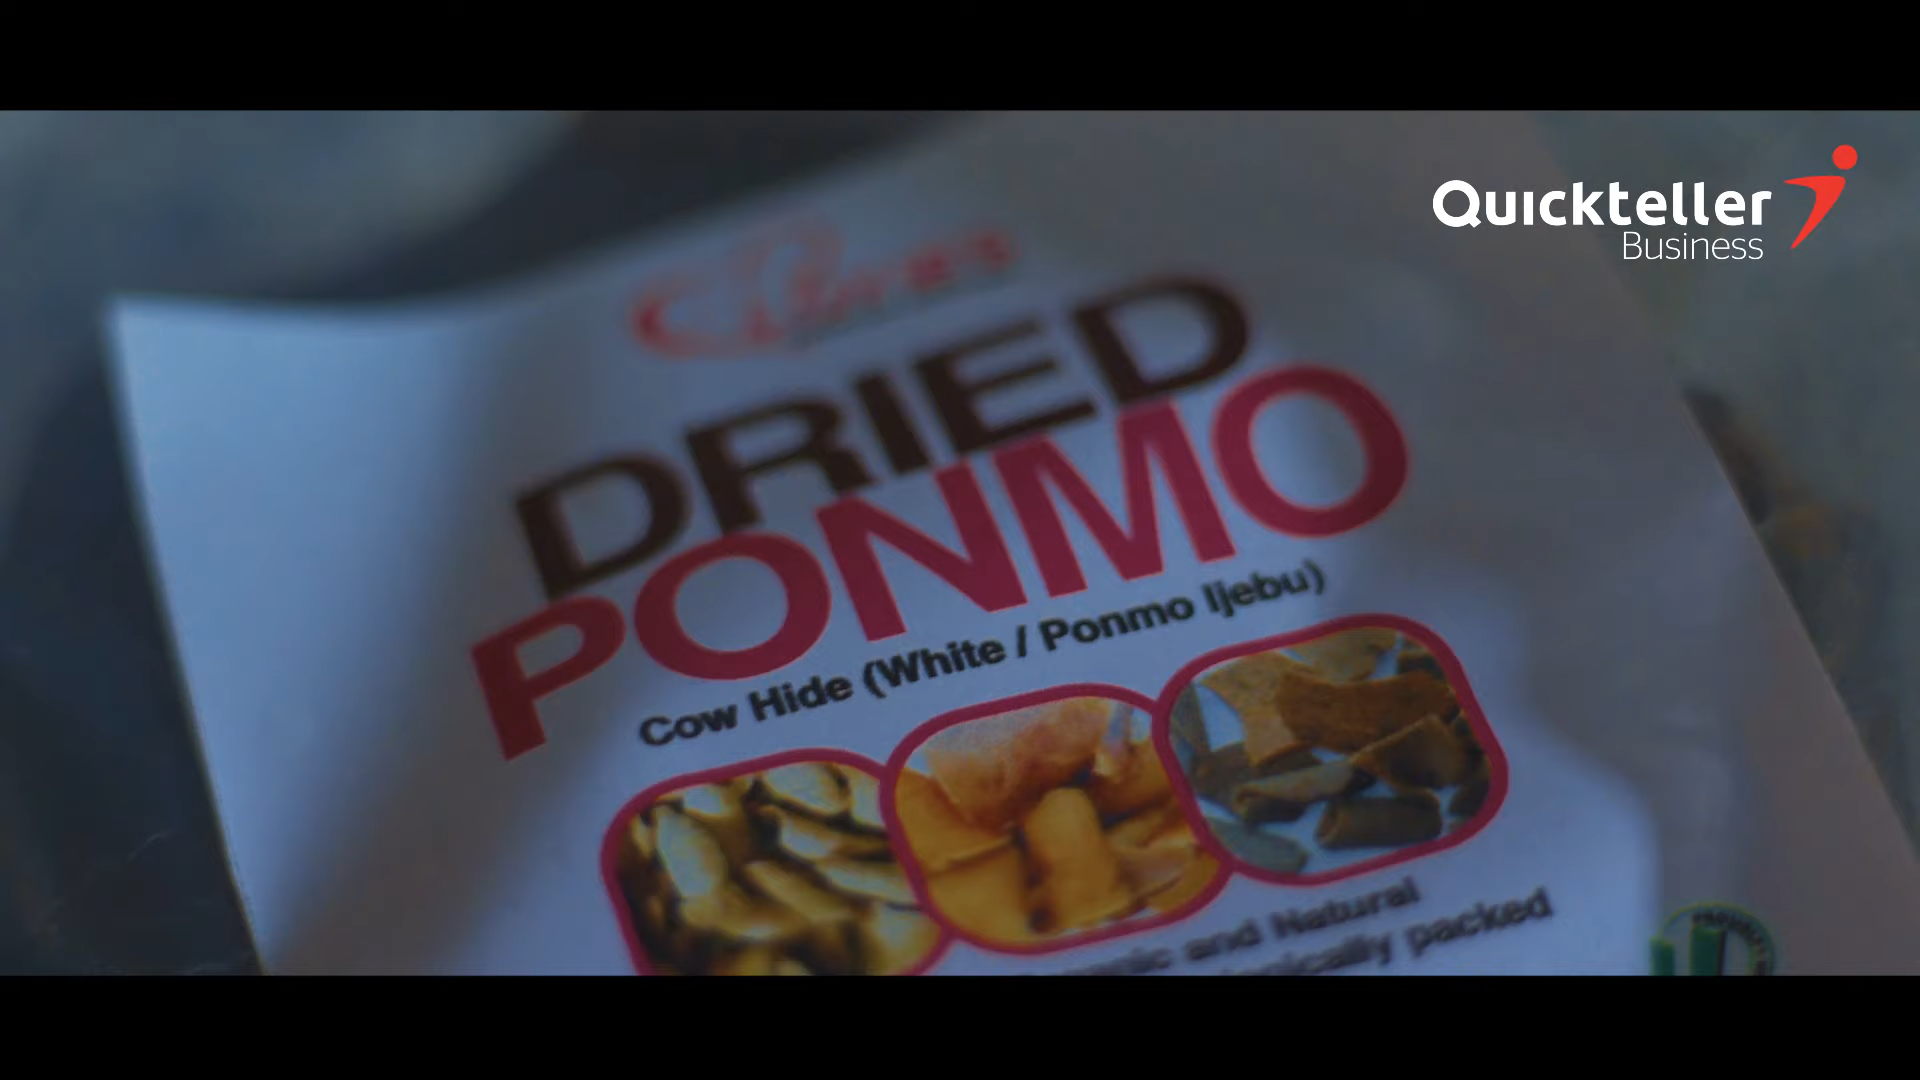 Quickteller
Business
DRIED
PONMO
Cow Hide (White / Ponmo Ijebu)
and Natural
packed